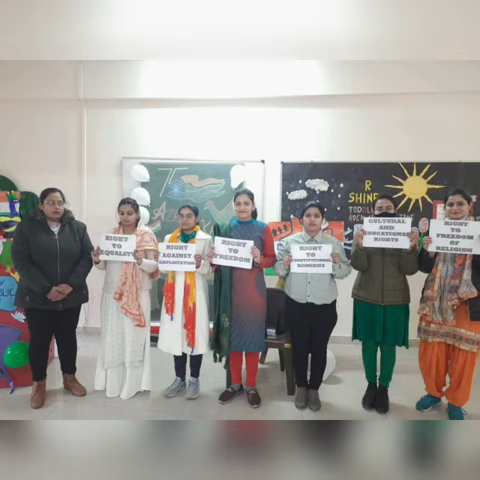 RIGHT
TO
EQUALITY
RIGHT
AGAINST
EXPLOITATION
RIGHT
TO
FREEDOM
RIGHT
TO
CONSTITUTIONAL
REMEDIES
CULTURAL
AND
EDUCATIONAL
RIGHTS
RIGHT
TO
FREEDOM
OF RELIGION
75
R
SHINE